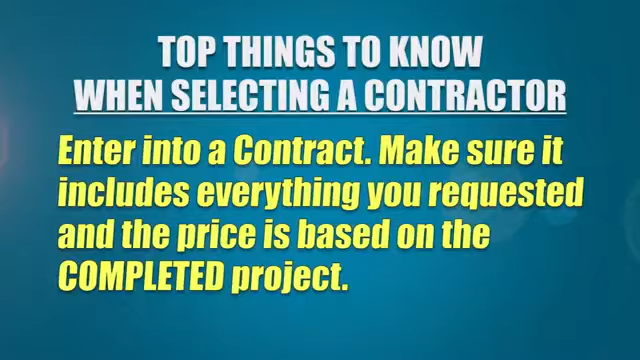 TOP THINGS TO KNOW
WHEN SELECTING A CONTRACTOR
Enter into a Contract. Make sure it
includes everything you requested
and the price is based on the
COMPLETED project.